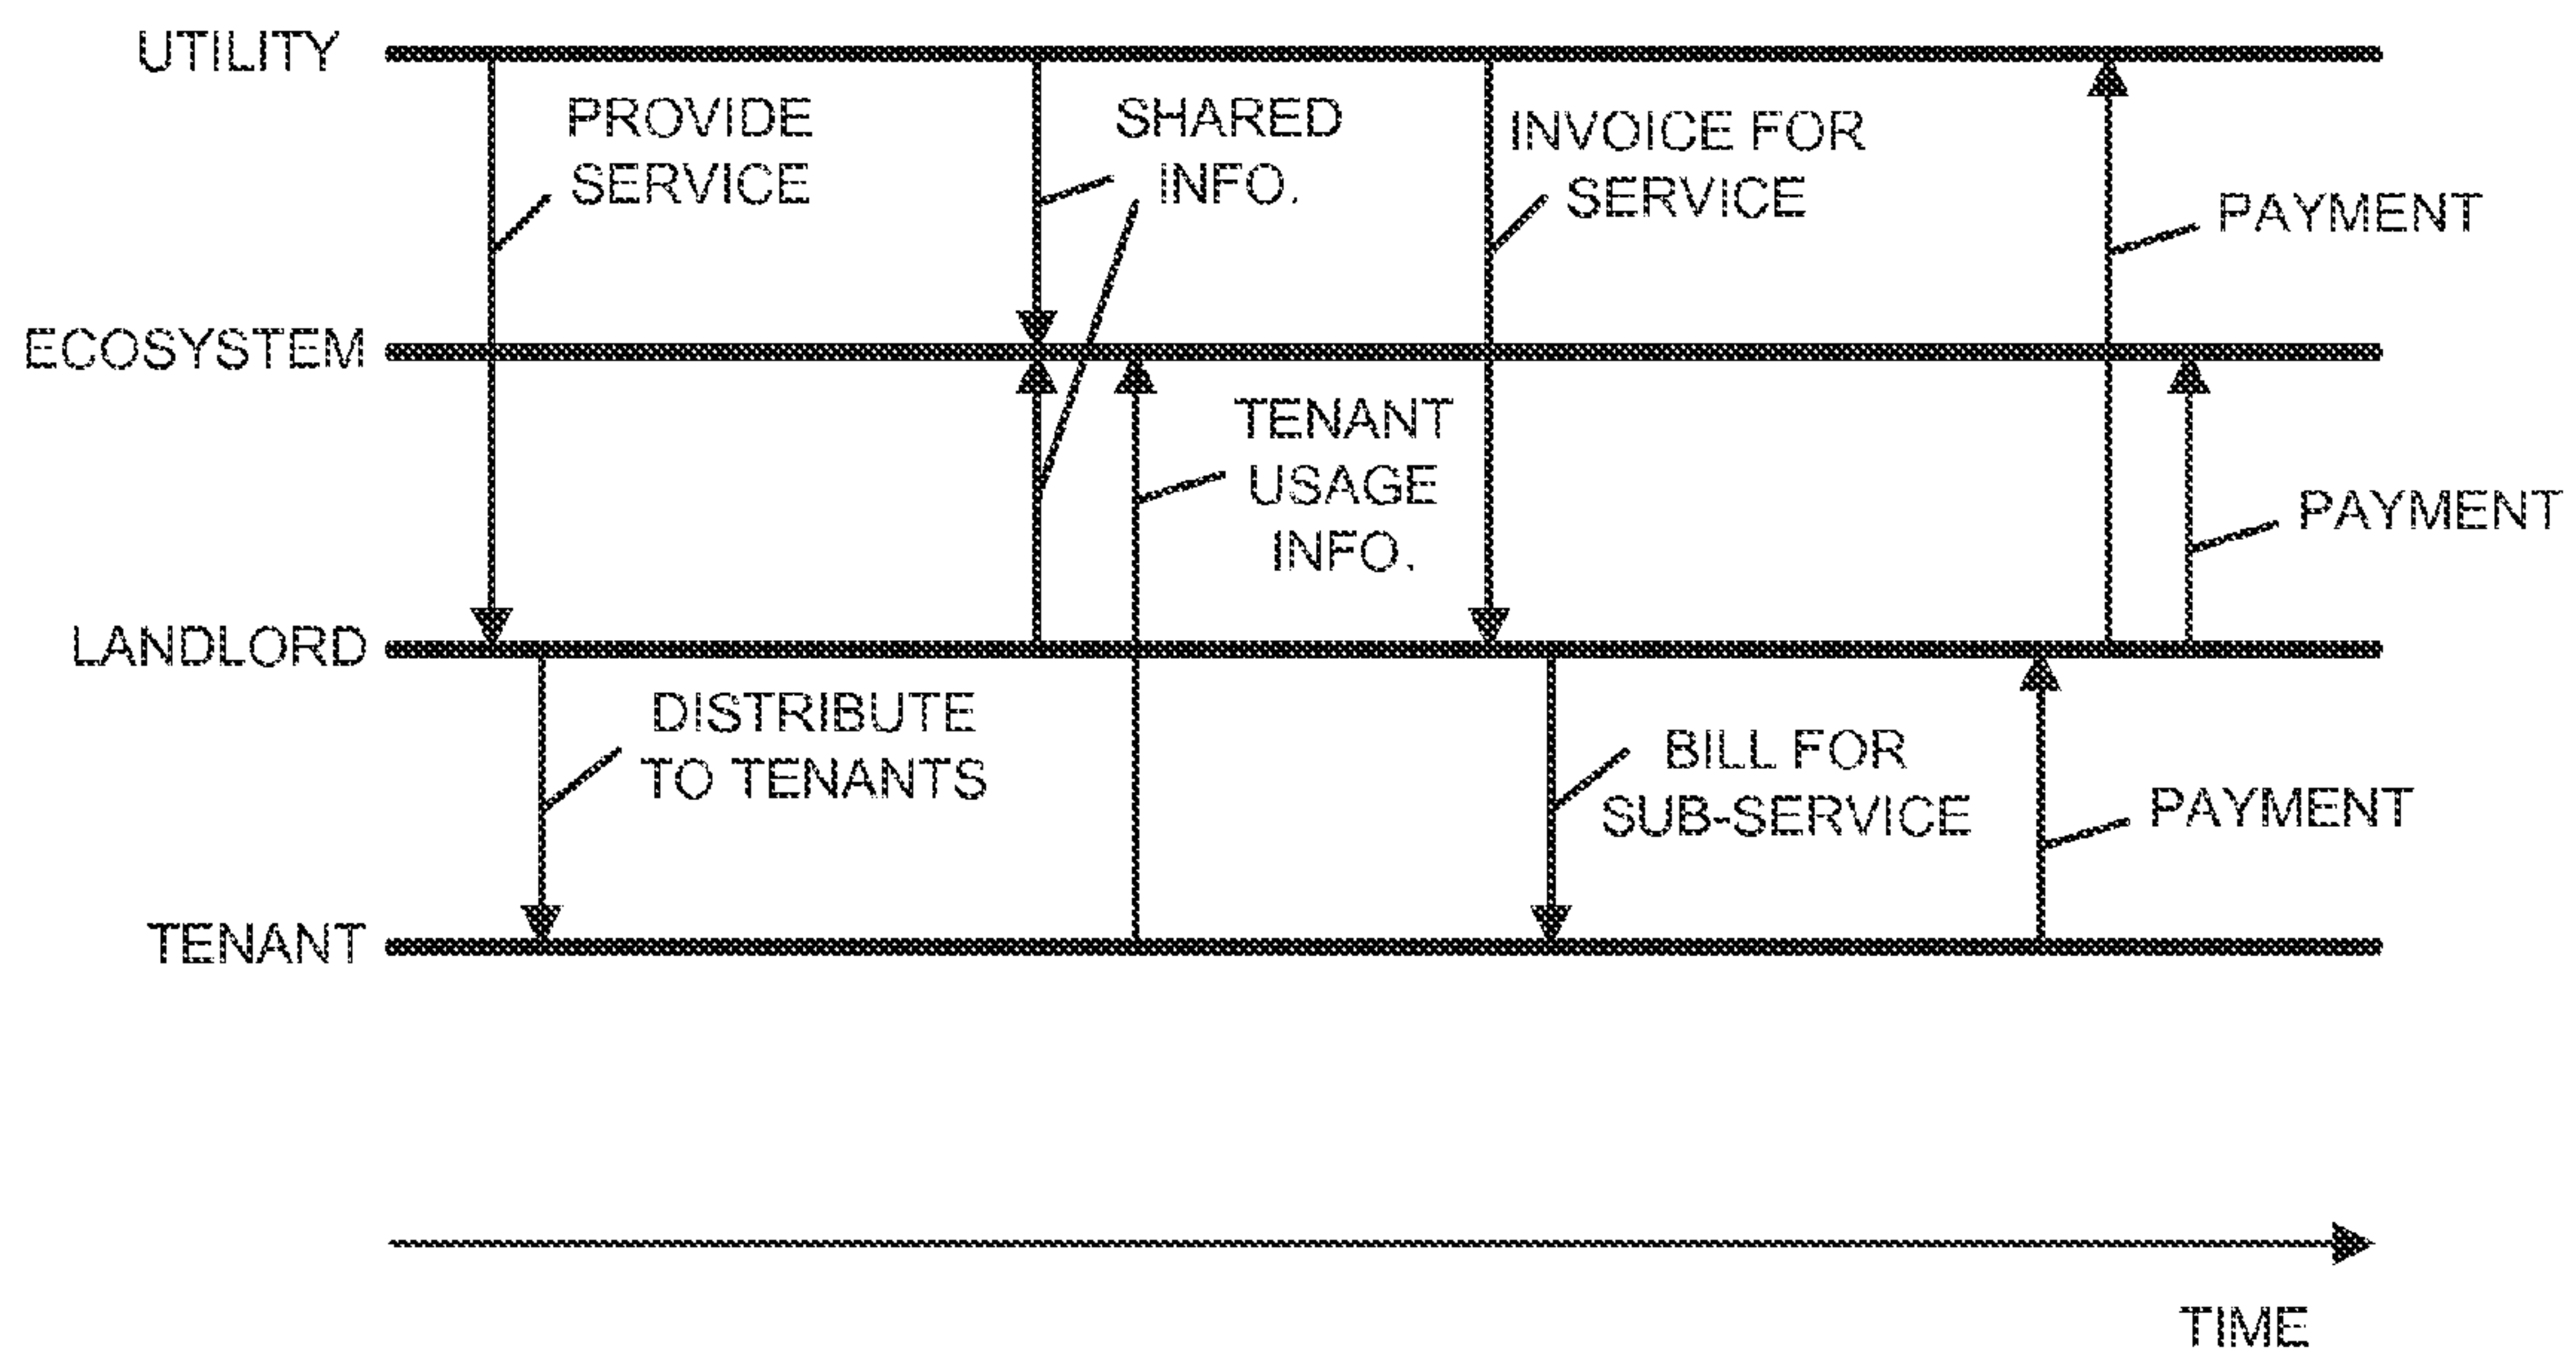 UTILITY
PROVIDE
SERVICE
SHARED
INFO.
INVOICE FOR
SERVICE
PAYMENT
ECOSYSTEM
TENANT
USAGE
INFO.
PAYMENT
LANDLORD
DISTRIBUTE
TO TENANTS
BILL FOR
SUB-SERVICE
PAYMENT
TENANT
TIME